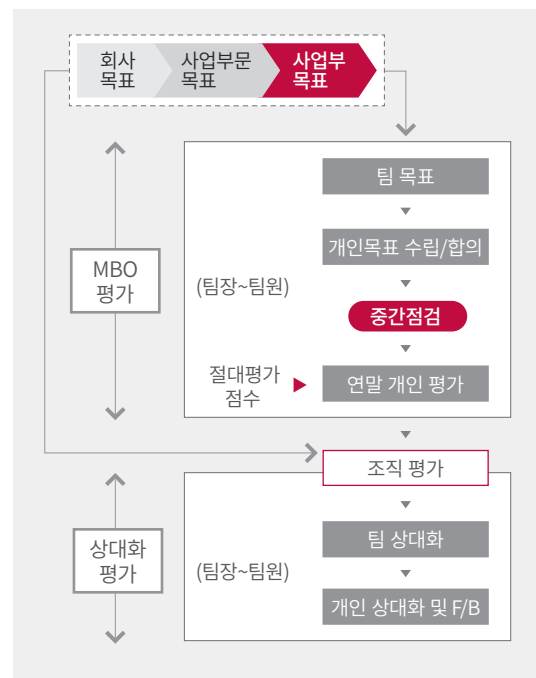 회사
목표
사업부문
목표
사업부
목표
팀 목표
개인목표 수립/합의
MBO
평가
(팀장~팀원)
중간점검
절대평가
점수
연말 개인 평가
조직 평가
팀 상대화
상대화
평가
(팀장~팀원)
개인 상대화 및 F/B